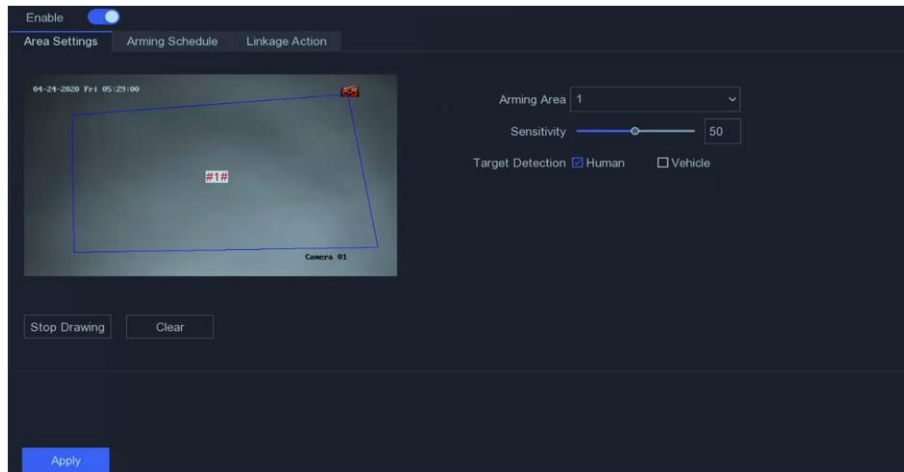 Enable
Area Settings Arming Schedule Linkage Action
04-24-2020 Fri 05:29:00
Arming Area 1
Sensitivity 50
Target Detection Human Vehicle
#1#
Camera 01
Stop Drawing Clear
Apply